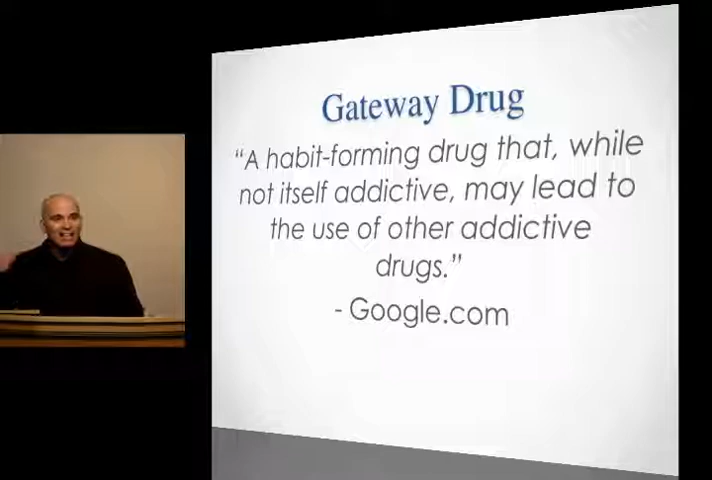 Gateway Drug
“A habit-forming drug that, while
not itself addictive, may lead to
the use of other addictive
drugs.”
- Google.com